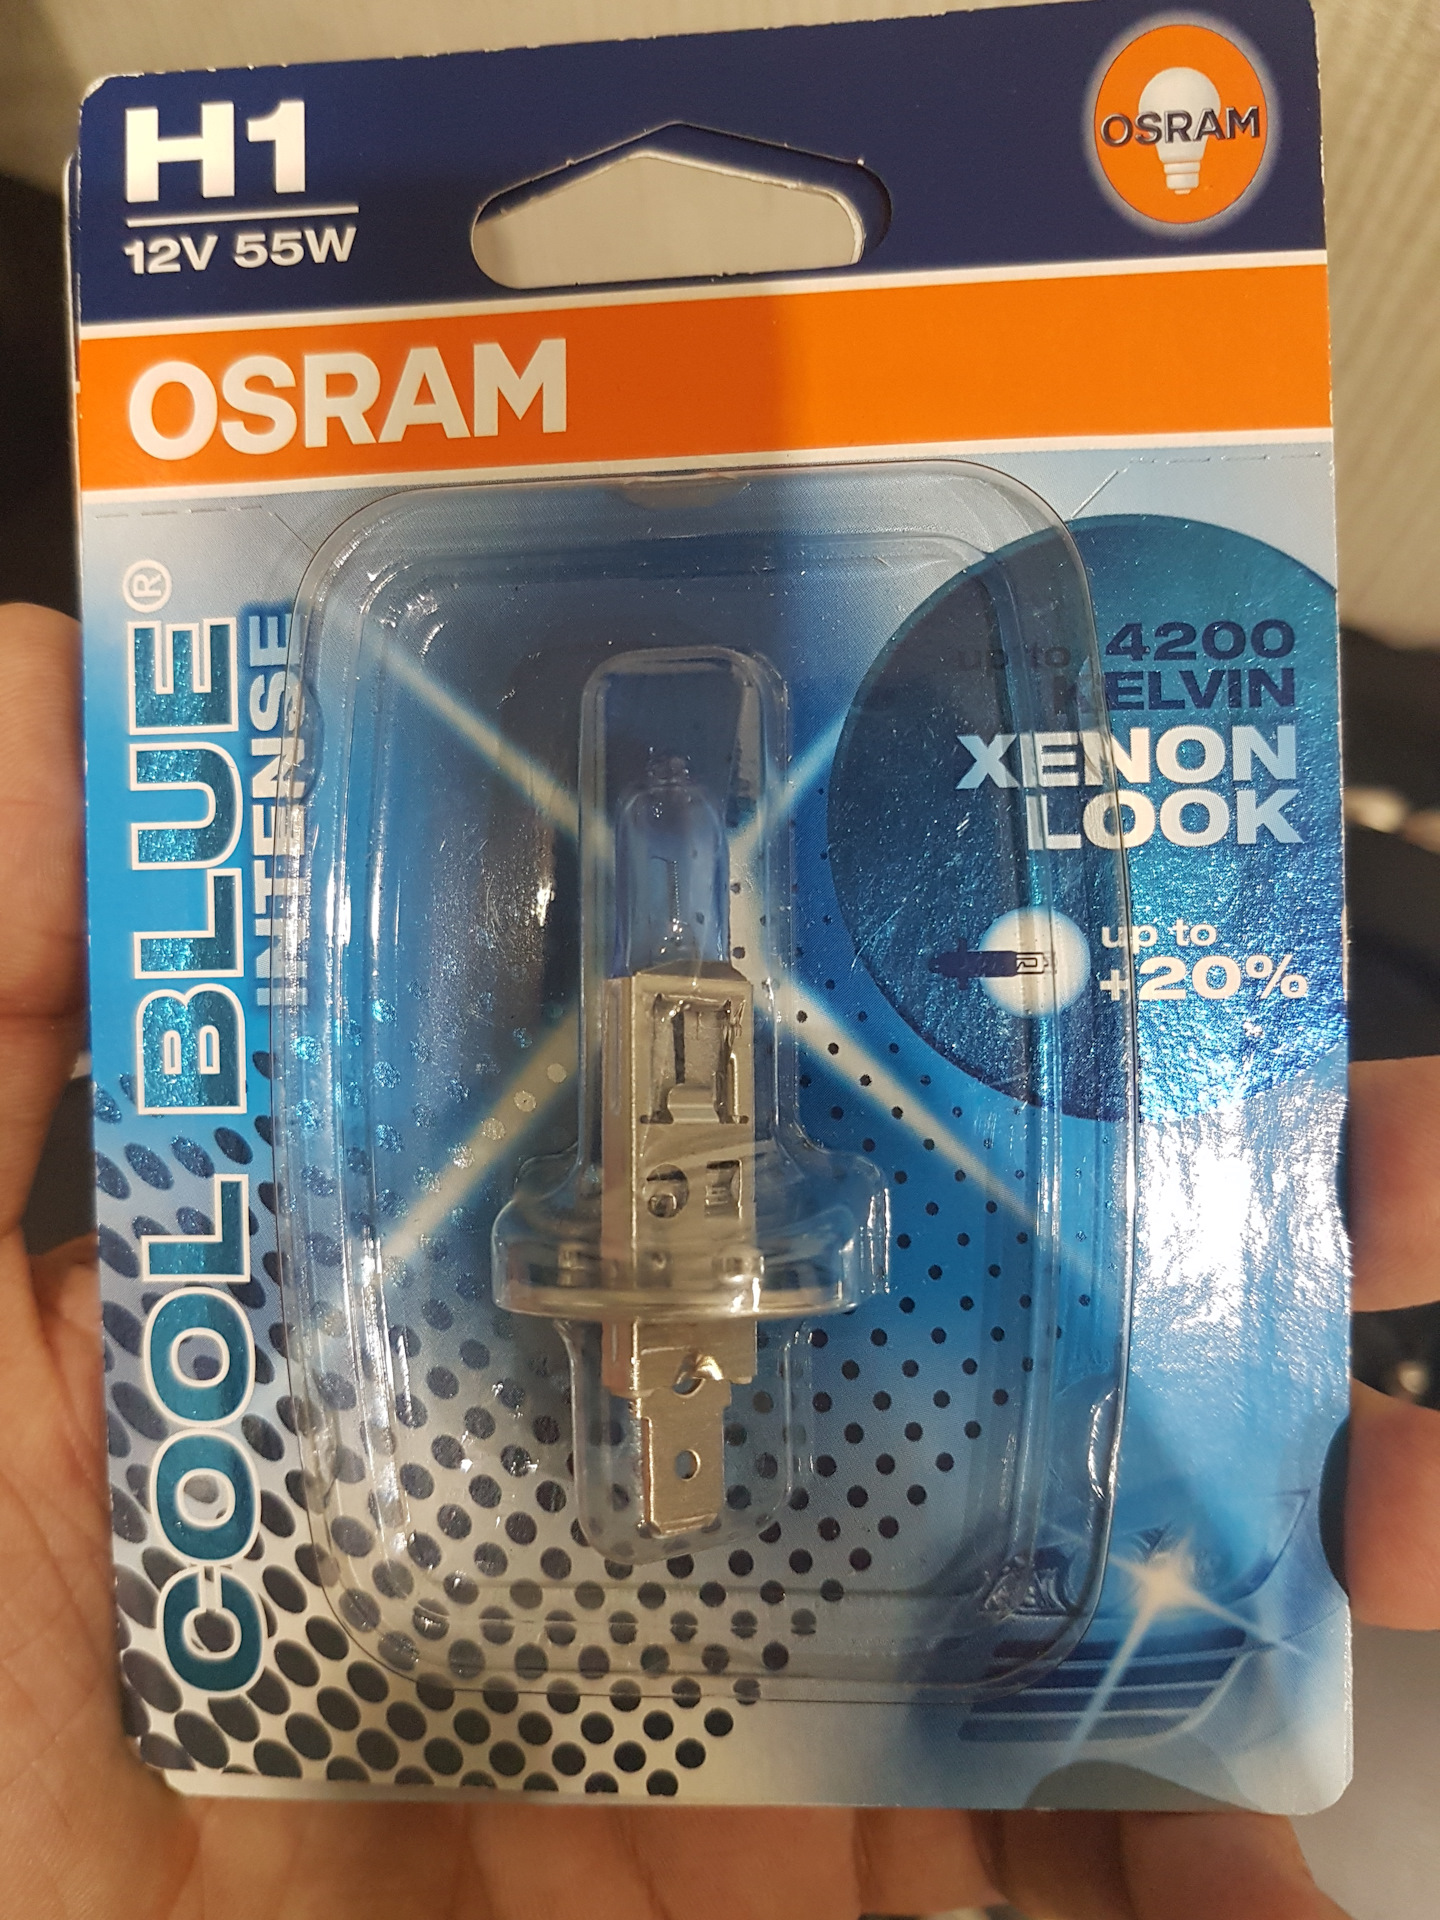 H1
12V 55W
OSRAM
OSRAM
COOL BLUE®
INTENSE
up to 4200
KELVIN
XENON
LOOK
up to
+20%